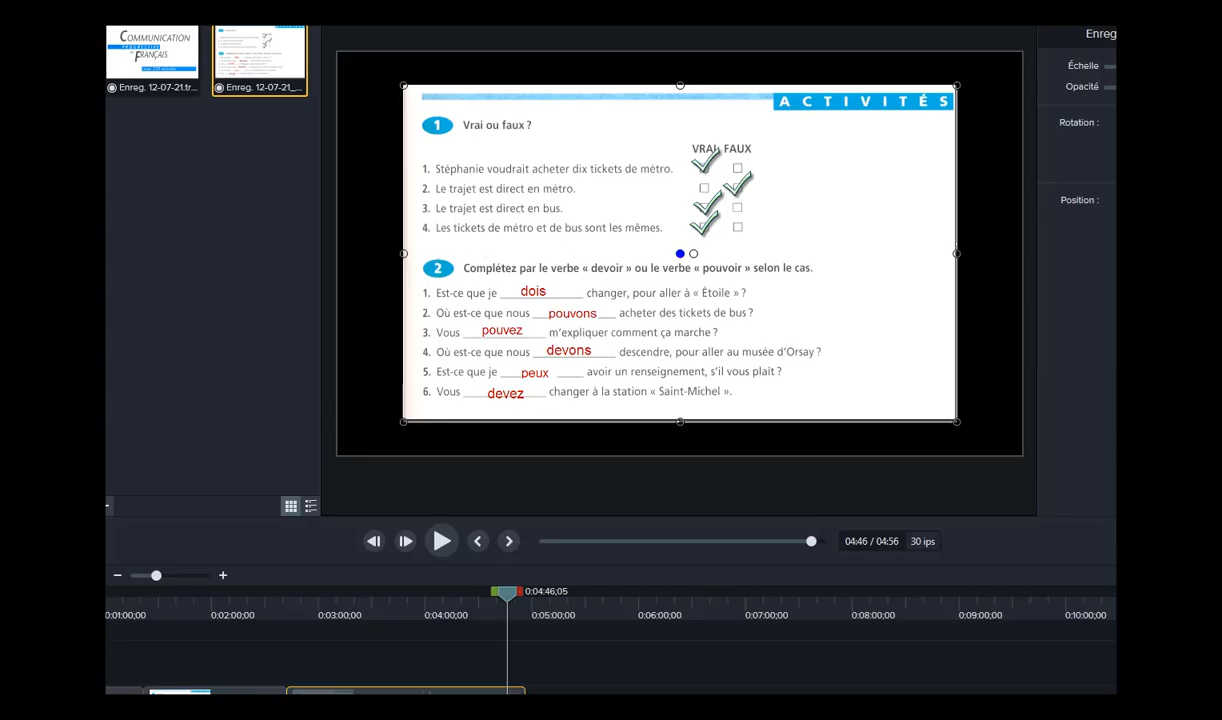 COMMUNICATION
PROGRESSIVE
du FRANÇAIS
Enreg. 12-07-21.tr...
Enreg. 12-07-21_...
Enreg
Échelle
Opacité
Rotation :
Position :
ACTIVITÉS
1 Vrai ou faux ?
VRAI FAUX
1. Stéphanie voudrait acheter dix tickets de métro.
2. Le trajet est direct en métro.
3. Le trajet est direct en bus.
4. Les tickets de métro et de bus sont les mêmes.
2 Complétez par le verbe « devoir » ou le verbe « pouvoir » selon le cas.
1. Est-ce que je dois changer, pour aller à « Étoile » ?
2. Où est-ce que nous pouvons acheter des tickets de bus ?
3. Vous pouvez m'expliquer comment ça marche ?
4. Où est-ce que nous devons descendre, pour aller au musée d'Orsay ?
5. Est-ce que je peux avoir un renseignement, s'il vous plaît ?
6. Vous devez changer à la station « Saint-Michel ».
04:46 / 04:56 30 ips
0:04:46;05
0:01:00;00 0:02:00;00 0:03:00;00 0:04:00;00 0:05:00;00 0:06:00;00 0:07:00;00 0:08:00;00 0:09:00;00 0:10:00;00